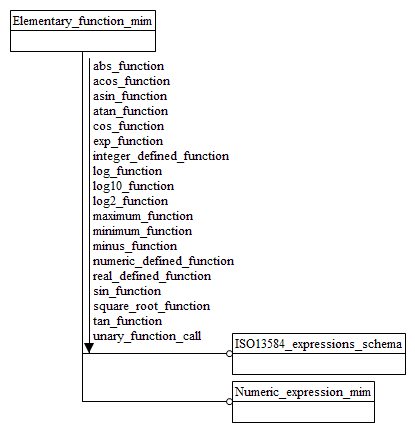 Elementary_function_mim
abs_function
acos_function
asin_function
atan_function
cos_function
exp_function
integer_defined_function
log_function
log10_function
log2_function
maximum_function
minimum_function
minus_function
numeric_defined_function
real_defined_function
sin_function
square_root_function
tan_function
unary_function_call
ISO13584_expressions_schema
Numeric_expression_mim